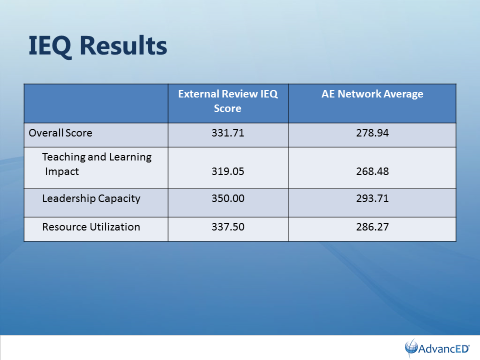 IEQ Results
External Review IEQ
Score
AE Network Average
Overall Score 331.71 278.94
Teaching and Learning
Impact 319.05 268.48
Leadership Capacity 350.00 293.71
Resource Utilization 337.50 286.27
AdvancED